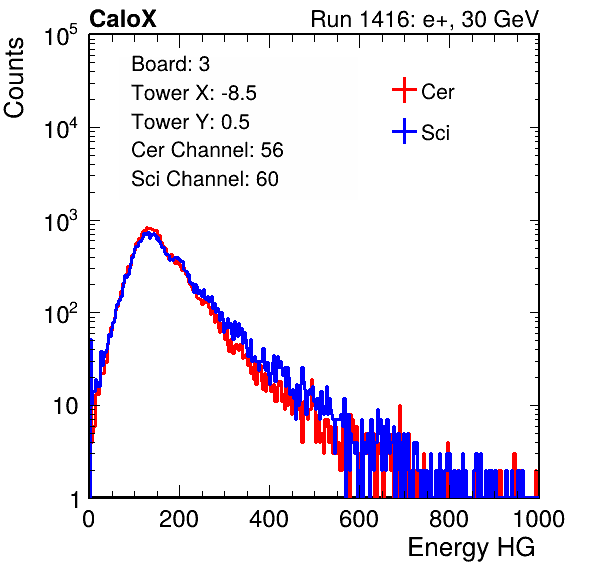 CaloX Run 1416: e+, 30 GeV
Board: 3
Tower X: -8.5
Tower Y: 0.5
Cer Channel: 56
Sci Channel: 60
Cer
Sci
Counts
10^5
10^4
10^3
10^2
10
1
0 200 400 600 800 1000
Energy HG